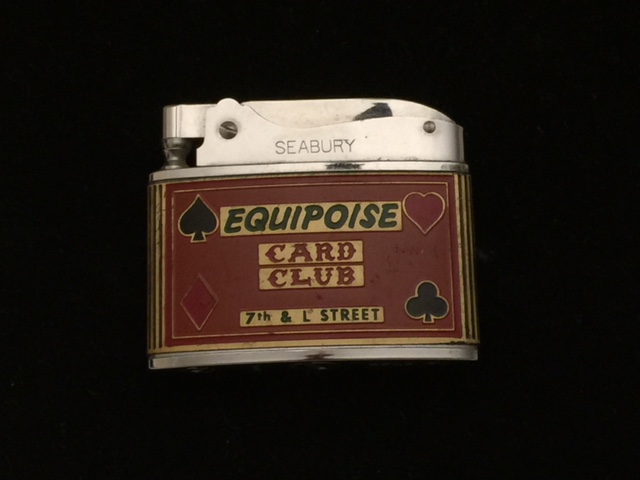 SEABURY
EQUIPOISE
CARD
CLUB
7th & L STREET